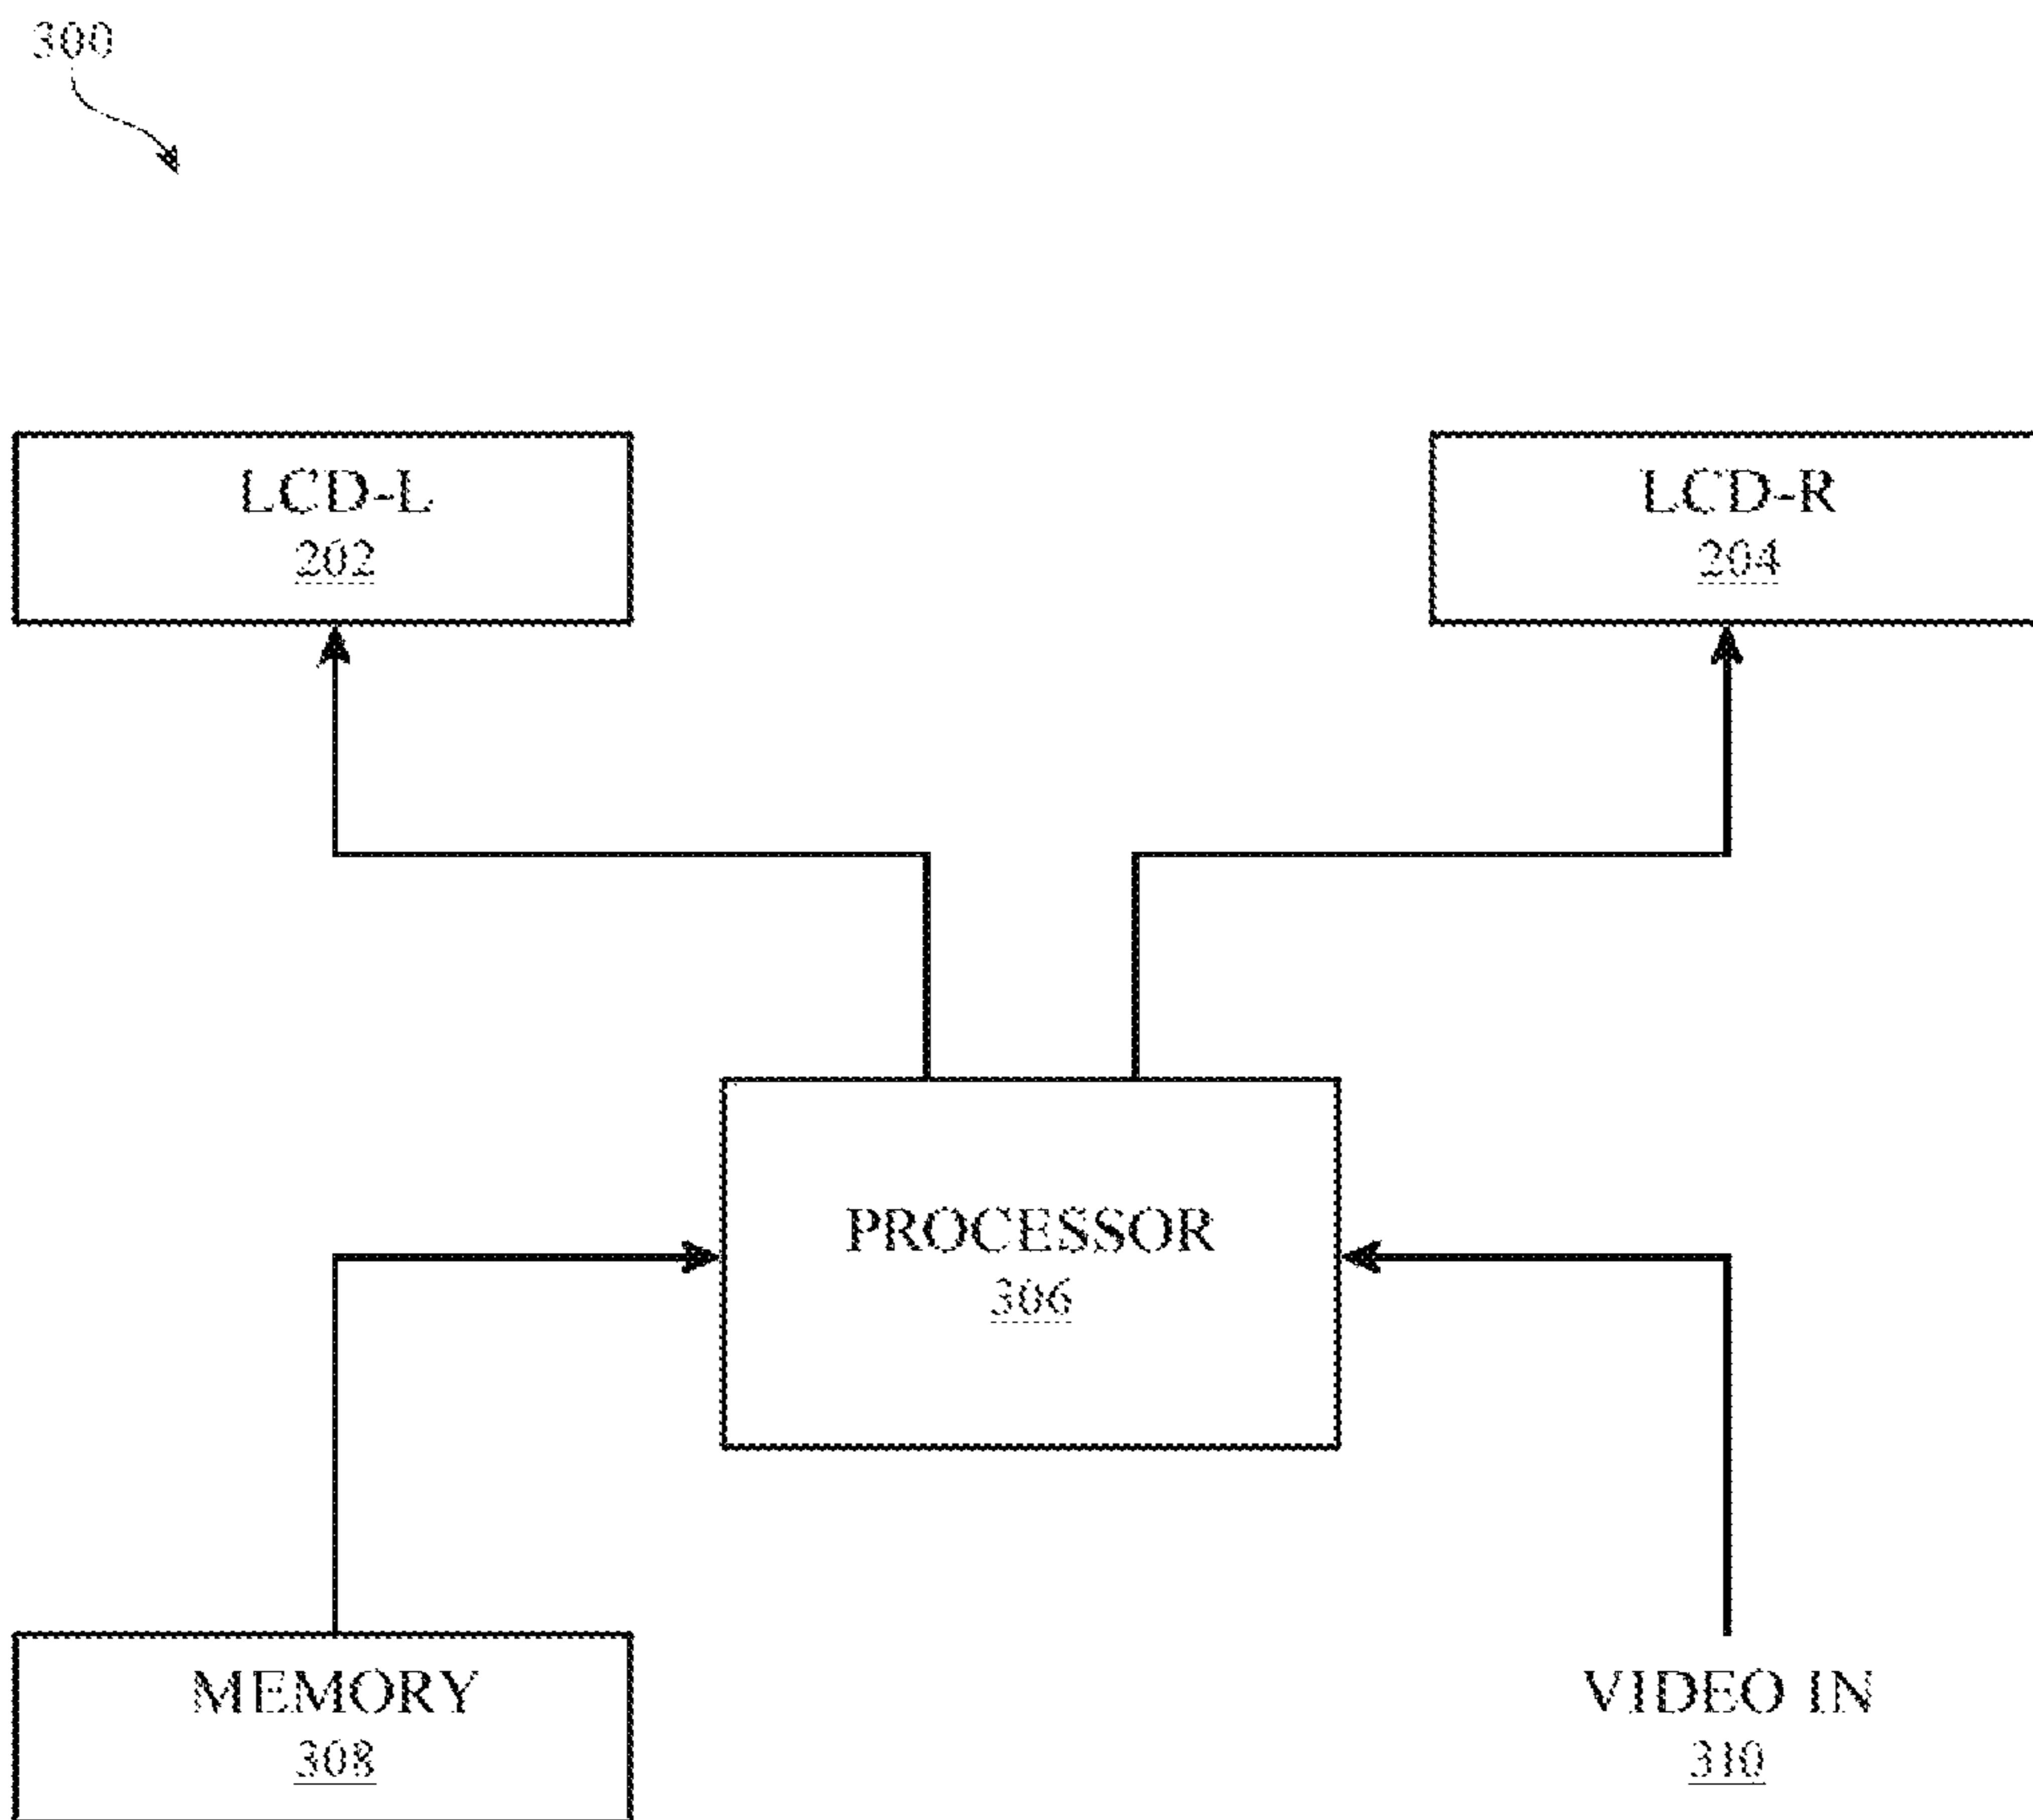 300
LCD-L
202
LCD-R
204
PROCESSOR
306
MEMORY
308
VIDEO IN
310